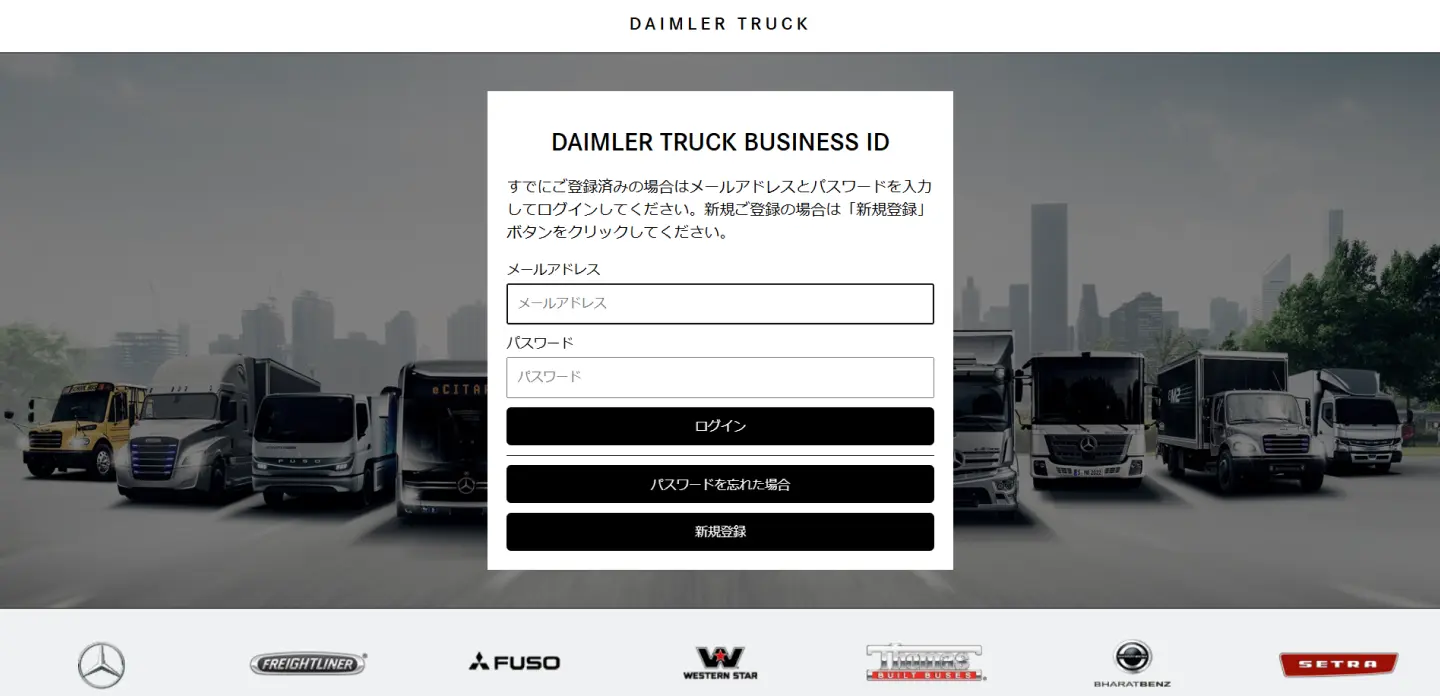 DAIMLER TRUCK
DAIMLER TRUCK BUSINESS ID
すでにご登録済みの場合はメールアドレスとパスワードを入力
してログインしてください。新規ご登録の場合は「新規登録」
ボタンをクリックしてください。
メールアドレス
メールアドレス
パスワード
パスワード
ログイン
パスワードを忘れた場合
新規登録
SCHOOL BUS
FUSO
eCITA
FREIGHTLINER
FUSO
WESTERN STAR
Thomas
BUILT BUSES
BHARATBENZ
SETRA